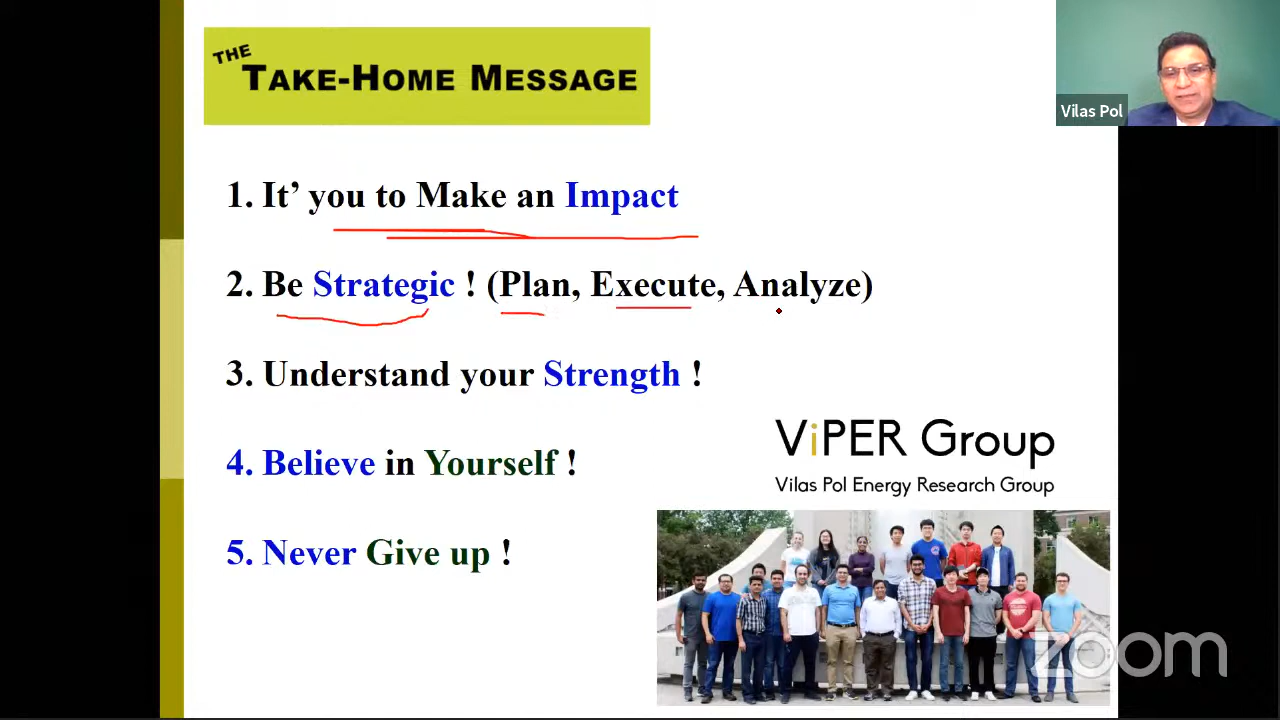 THE
TAKE-HOME MESSAGE
Vilas Pol
1. It’ you to Make an Impact
2. Be Strategic ! (Plan, Execute, Analyze)
3. Understand your Strength !
4. Believe in Yourself !
5. Never Give up !
ViPER Group
Vilas Pol Energy Research Group
zoom